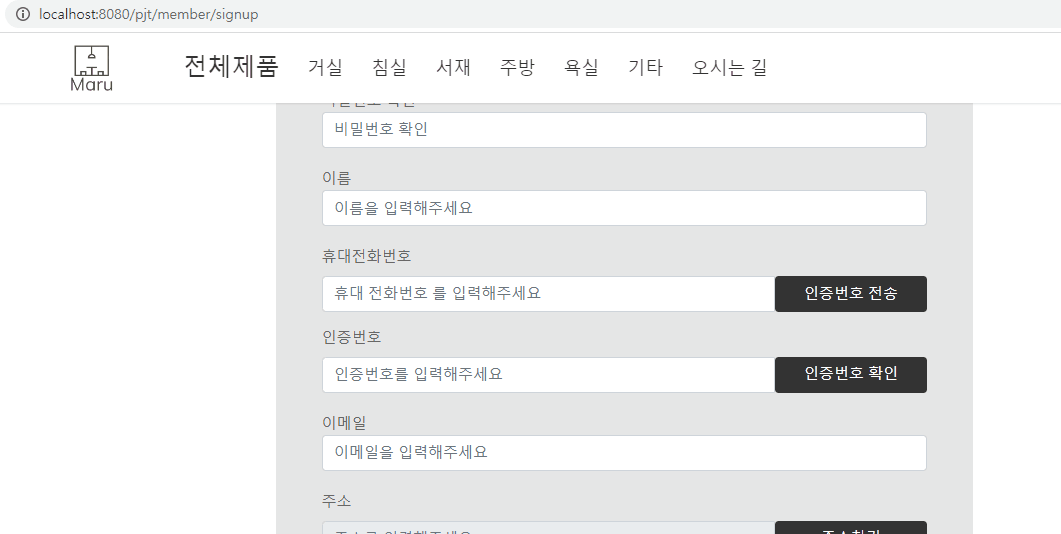 localhost:8080/pjt/member/signup
Maru
전체제품 거실 침실 서재 주방 욕실 기타 오시는 길
비밀번호 확인
이름
이름을 입력해주세요
휴대전화번호
휴대 전화번호 를 입력해주세요 인증번호 전송
인증번호
인증번호를 입력해주세요 인증번호 확인
이메일
이메일을 입력해주세요
주소